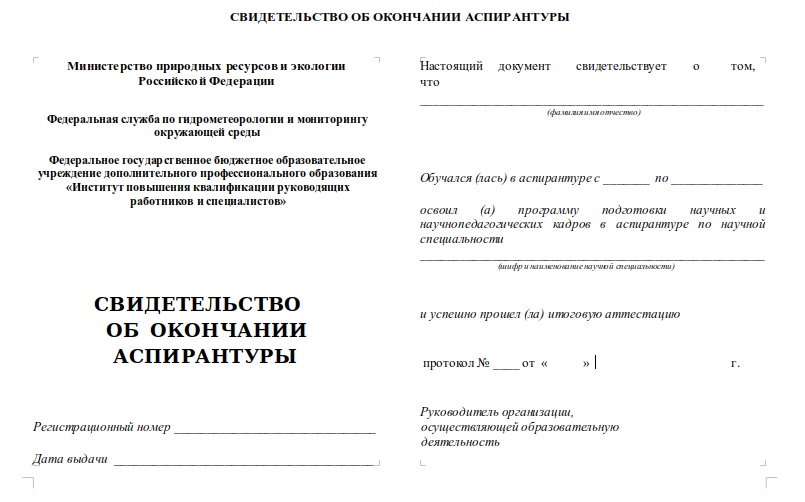 СВИДЕТЕЛЬСТВО ОБ ОКОНЧАНИИ АСПИРАНТУРЫ
Министерство природных ресурсов и экологии
Российской Федерации
Федеральная служба по гидрометеорологии и мониторингу
окружающей среды
Федеральное государственное бюджетное образовательное
учреждение дополнительного профессионального образования
«Институт повышения квалификации руководящих
работников и специалистов»
СВИДЕТЕЛЬСТВО
ОБ ОКОНЧАНИИ
АСПИРАНТУРЫ
Регистрационный номер _______________________________
Дата выдачи ________________________________________
Настоящий документ свидетельствует о том,
что
_____________________________________________________
(фамилия имя отчество)
Обучался (лась) в аспирантуре с _______ по ______________
освоил (а) программу подготовки научных и
научнопедагогических кадров в аспирантуре по научной
специальности
_____________________________________________________
(шифр и наименование научной специальности)
и успешно прошел (ла) итоговую аттестацию
протокол № ____ от « » г.
Руководитель организации,
осуществляющей образовательную
деятельность